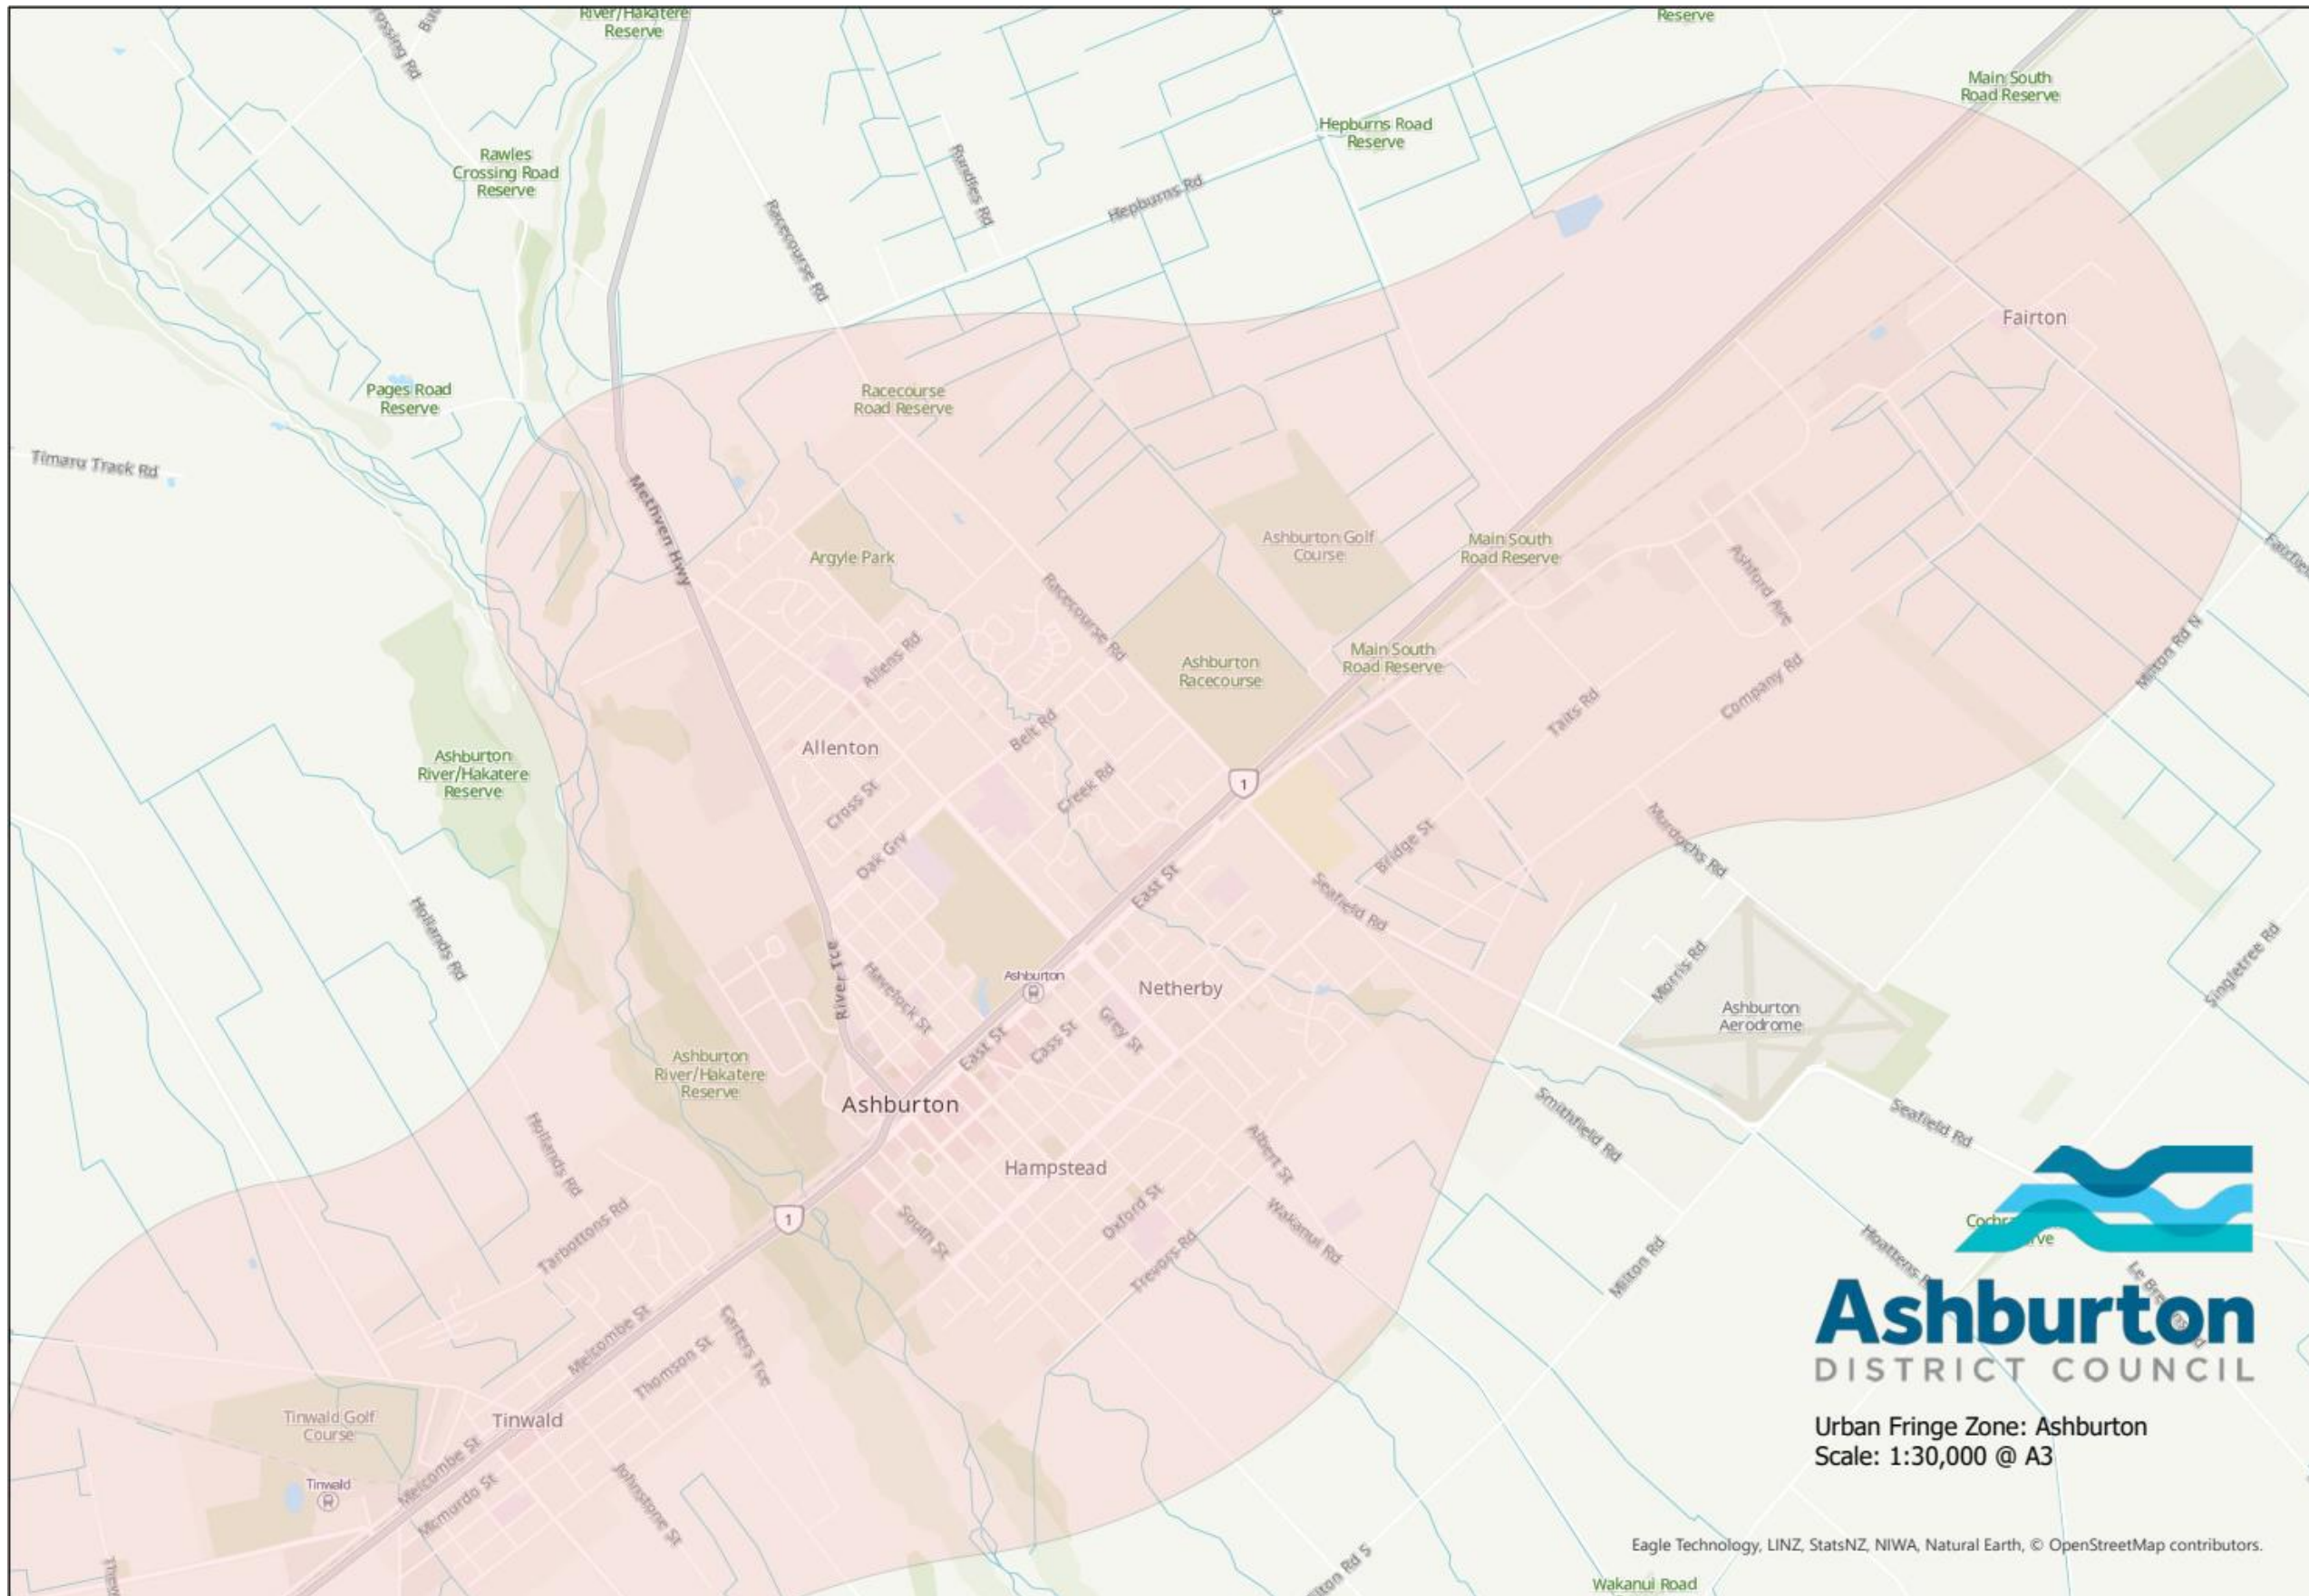 River/Hakatere
Reserve
Reserve
Main South
Road Reserve
Hepburns Road
Reserve
Rawles
Crossing Road
Reserve
Rundles Rd
Hepburns Rd
Racecourse Rd
Fairton
Pages Road
Reserve
Racecourse
Road Reserve
Timaru Track Rd
Methven Hwy
Ashburton Golf
Course
Main South
Road Reserve
Argyle Park
Ashford Ave
Racecourse Rd
Main South
Road Reserve
Ashburton
Racecourse
Allens Rd
Milton Rd N
Company Rd
Taits Rd
Belt Rd
Allenton
Ashburton
River/Hakatere
Reserve
Creek Rd
1
Cross St
Oak Grv
Bridge St
Murdochs Rd
East St
Seafield Rd
Hollands Rd
River Tce
Havelock St
Ashburton
Netherby
Morris Rd
Singletree Rd
Ashburton
Aerodrome
Grey St
Cass St
East St
Ashburton
River/Hakatere
Reserve
Ashburton
Smithfield Rd
Seafield Rd
Hollands Rd
Hampstead
Albert St
Oxford St
South St
Wakanui Rd
Tarbottons Rd
1
Trevors Rd
Milton Rd
Melcombe St
Carters Tce
Thomson St
Tinwald Golf
Course
Tinwald
Melcombe St
Tinwald
Mcmurdo St
Johnstone St
Ashburton
DISTRICT COUNCIL
Urban Fringe Zone: Ashburton
Scale: 1:30,000 @ A3
Eagle Technology, LINZ, StatsNZ, NIWA, Natural Earth, © OpenStreetMap contributors.
Wakanui Road